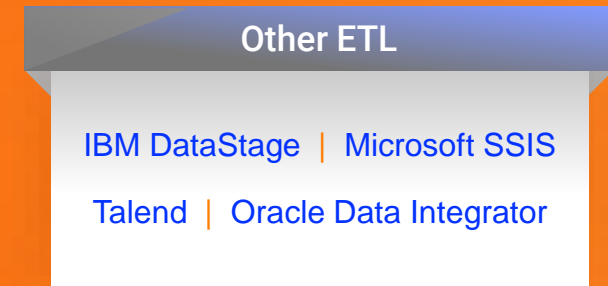 Other ETL
IBM DataStage | Microsoft SSIS
Talend | Oracle Data Integrator